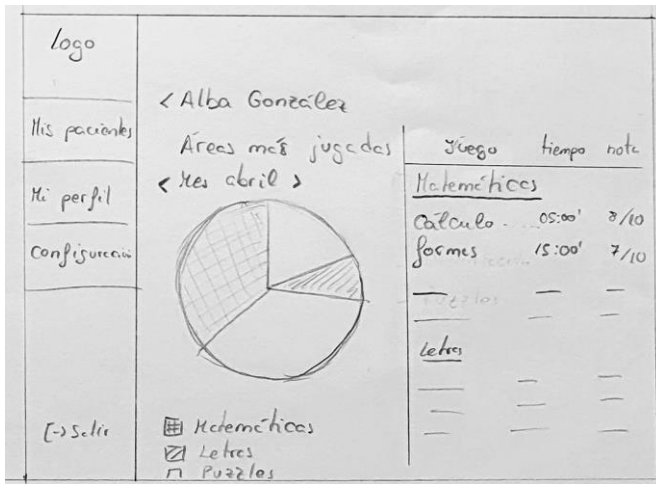 Logo
Mis pacientes
Mi perfil
Configuración
[-> Salir
< Alba González
Áreas más jugadas
< Mes abril >
Matemáticas
Letras
Puzzles
Juego tiempo nota
Matemáticas
Cálculo 05:00' 8/10
formas 15:00' 7/10
Letras